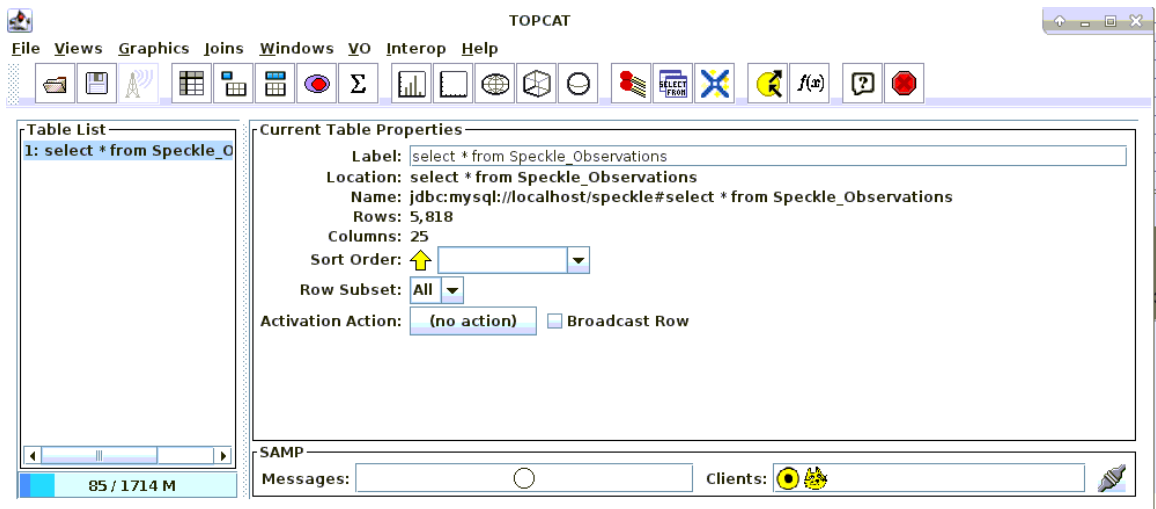 TOPCAT
File Views Graphics Joins Windows VO Interop Help
SELECT FROM f(x) ?
Table List
1: select * from Speckle_O
85 / 1714 M
Current Table Properties
Label: select * from Speckle_Observations
Location: select * from Speckle_Observations
Name: jdbc:mysql://localhost/speckle#select * from Speckle_Observations
Rows: 5,818
Columns: 25
Sort Order:
Row Subset: All
Activation Action: (no action) Broadcast Row
SAMP
Messages: Clients: